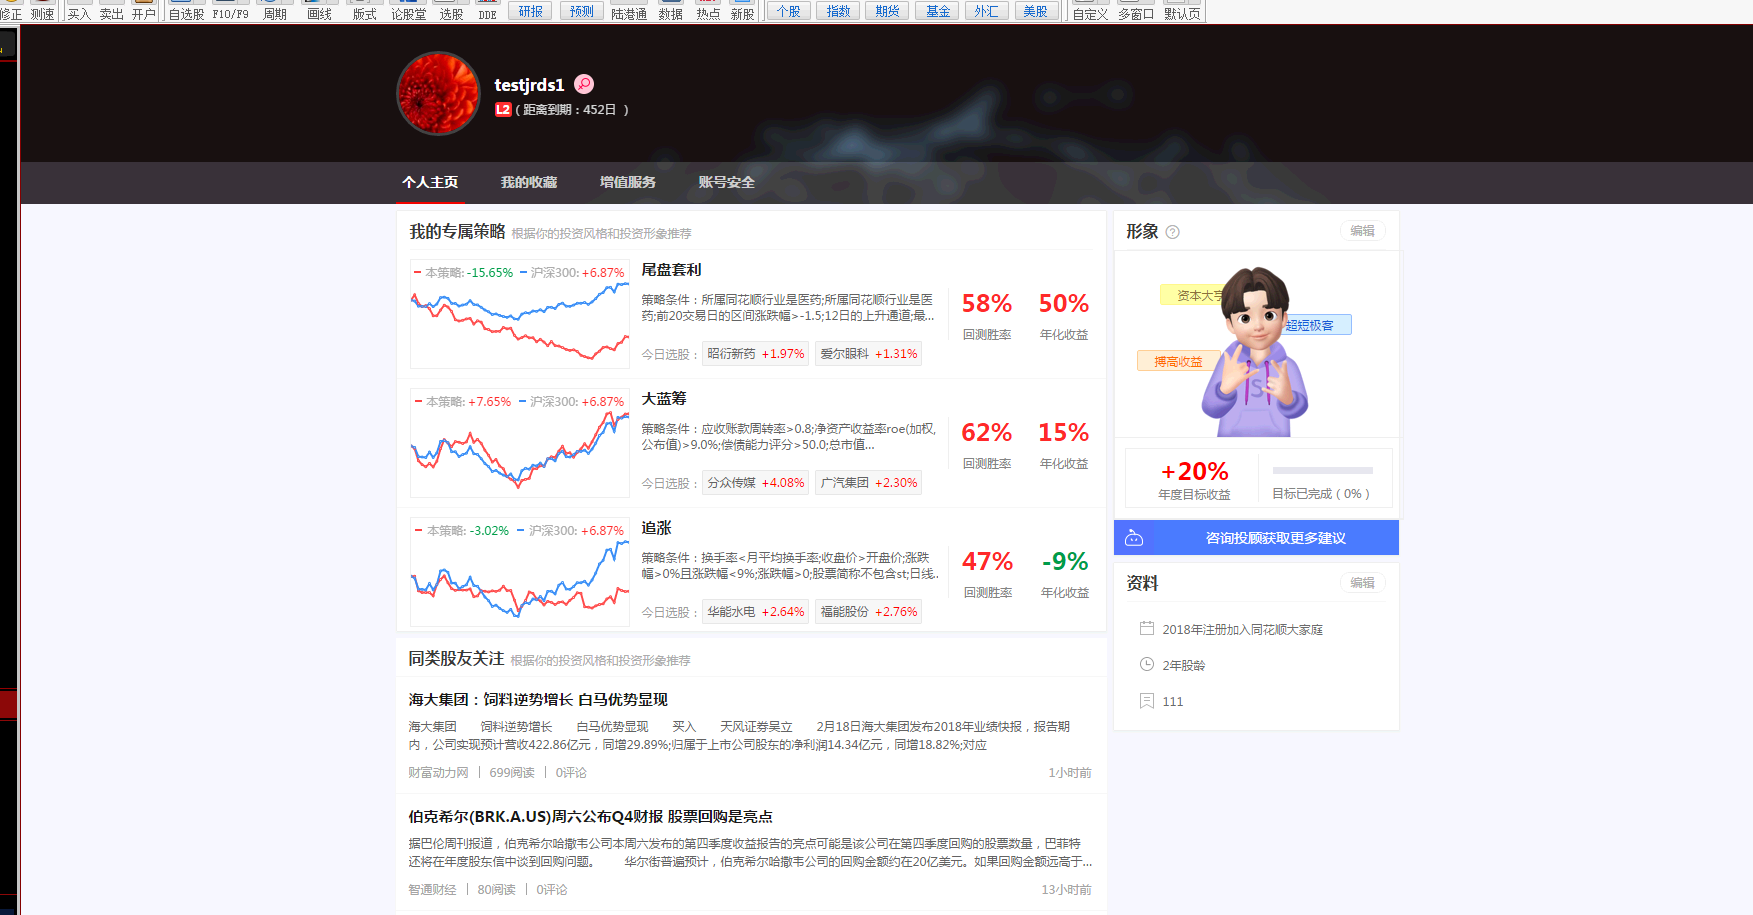 修正 测速 买入 卖出 开户 自选股 F10/F9 周期 画线 版式 论股堂 选股 DDE 研报 预测 陆港通 数据 热点 新股 个股 指数 期货 基金 外汇 美股 自定义 多窗口 默认页
testjrds1
L2 ( 距离到期：452日 )
个人主页 我的收藏 增值服务 账号安全
我的专属策略 根据你的投资风格和投资形象推荐
本策略: -15.65% 沪深300: +6.87%
尾盘套利
策略条件：所属同花顺行业是医药;所属同花顺行业是医
药;前20交易日的区间涨跌幅>-1.5;12日的上升通道;最...
58% 50%
回测胜率 年化收益
今日选股： 昭衍新药 +1.97% 爱尔眼科 +1.31%
本策略: +7.65% 沪深300: +6.87%
大蓝筹
策略条件：应收账款周转率>0.8;净资产收益率roe(加权,
公布值)>9.0%;偿债能力评分>50.0;总市值...
62% 15%
回测胜率 年化收益
今日选股： 分众传媒 +4.08% 广汽集团 +2.30%
本策略: -3.02% 沪深300: +6.87%
追涨
策略条件：换手率<月平均换手率;收盘价>开盘价;涨跌
幅>0%且涨跌幅<9%;涨跌幅>0;股票简称不包含st;日线..
47% -9%
回测胜率 年化收益
今日选股： 华能水电 +2.64% 福能股份 +2.76%
同类股友关注 根据你的投资风格和投资形象推荐
海大集团：饲料逆势增长 白马优势显现
海大集团 饲料逆势增长 白马优势显现 买入 天风证券吴立 2月18日海大集团发布2018年业绩快报，报告期
内，公司实现预计营收422.86亿元，同增29.89%;归属于上市公司股东的净利润14.34亿元，同增18.82%;对应
财富动力网 | 699阅读 | 0评论 1小时前
伯克希尔(BRK.A.US)周六公布Q4财报 股票回购是亮点
据巴伦周刊报道，伯克希尔哈撒韦公司本周六发布的第四季度收益报告的亮点可能是该公司在第四季度回购的股票数量，巴菲特
还将在年度股东信中谈到回购问题。 华尔街普遍预计，伯克希尔哈撒韦公司的回购金额约在20亿美元。如果回购金额远高于...
智通财经 | 80阅读 | 0评论 13小时前
形象 ? 编辑
资本大亨
超短极客
搏高收益
S
+20%
年度目标收益 目标已完成（0%）
咨询投顾获取更多建议
资料 编辑
2018年注册加入同花顺大家庭
2年股龄
111